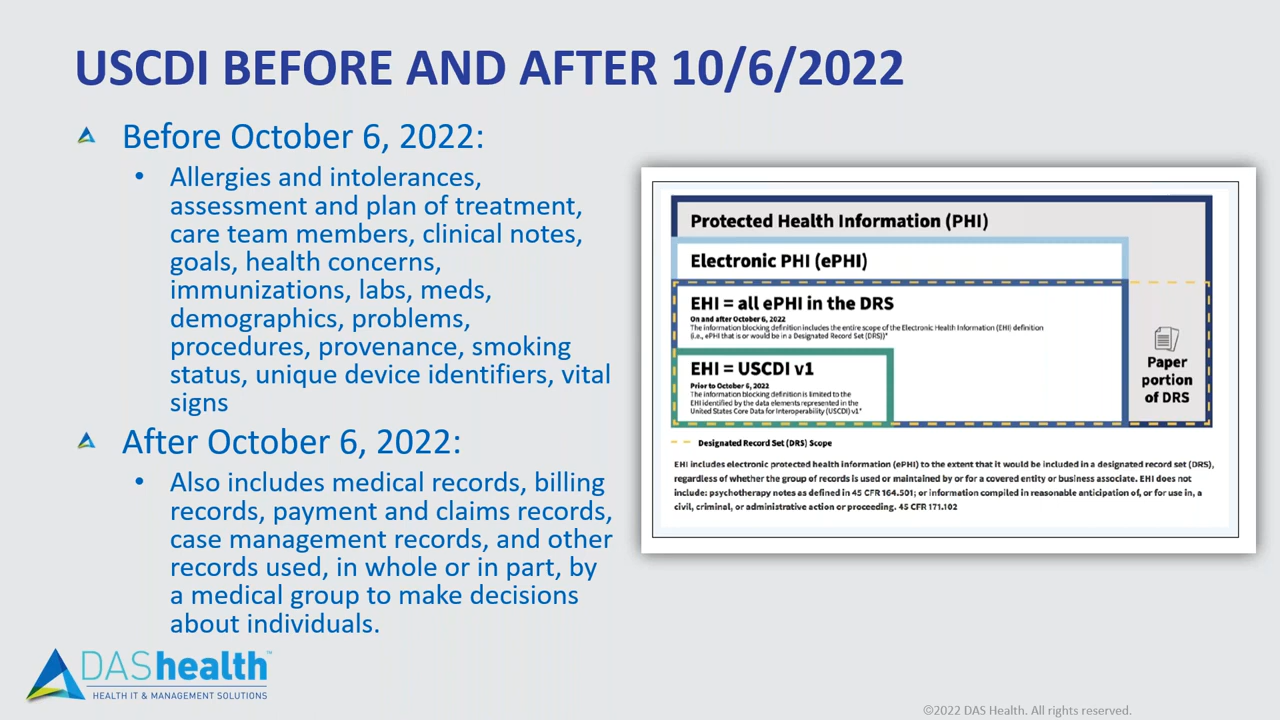 USCDI BEFORE AND AFTER 10/6/2022
Before October 6, 2022:
• Allergies and intolerances,
assessment and plan of treatment,
care team members, clinical notes,
goals, health concerns,
immunizations, labs, meds,
demographics, problems,
procedures, provenance, smoking
status, unique device identifiers, vital
signs
After October 6, 2022:
• Also includes medical records, billing
records, payment and claims records,
case management records, and other
records used, in whole or in part, by
a medical group to make decisions
about individuals.
Protected Health Information (PHI)
Electronic PHI (ePHI)
EHI = all ePHI in the DRS
On and after October 6, 2022
The information blocking definition includes the entire scope of the Electronic Health Information (EHI) definition
(i.e., ePHI that is or would be in a Designated Record Set (DRS))*
EHI = USCDI v1
Prior to October 6, 2022
The information blocking definition is limited to the
EHI identified by the data elements represented in the
United States Core Data for Interoperability (USCDI) v1*
Paper
portion
of DRS
Designated Record Set (DRS) Scope
EHI includes electronic protected health information (ePHI) to the extent that it would be included in a designated record set (DRS),
regardless of whether the group of records is used or maintained by or for a covered entity or business associate. EHI does not
include: psychotherapy notes as defined in 45 CFR 164.501; or information compiled in reasonable anticipation of, or for use in, a
civil, criminal, or administrative action or proceeding. 45 CFR 171.102
DAShealth™
HEALTH IT & MANAGEMENT SOLUTIONS
©2022 DAS Health. All rights reserved.